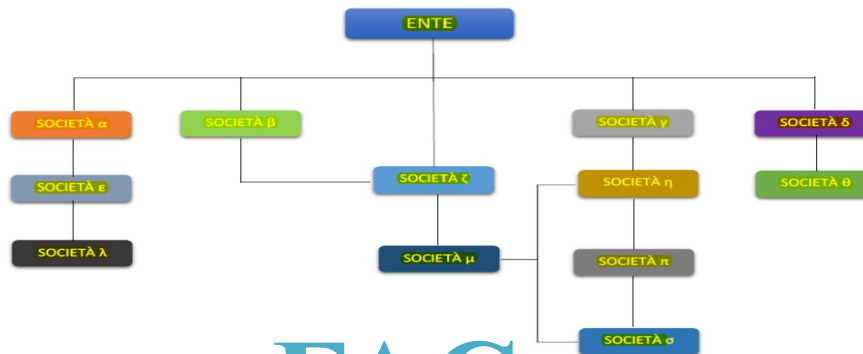 ENTE
SOCIETÀ α
SOCIETÀ β
SOCIETÀ γ
SOCIETÀ δ
SOCIETÀ ε
SOCIETÀ ζ
SOCIETÀ η
SOCIETÀ θ
SOCIETÀ λ
SOCIETÀ μ
SOCIETÀ π
SOCIETÀ σ